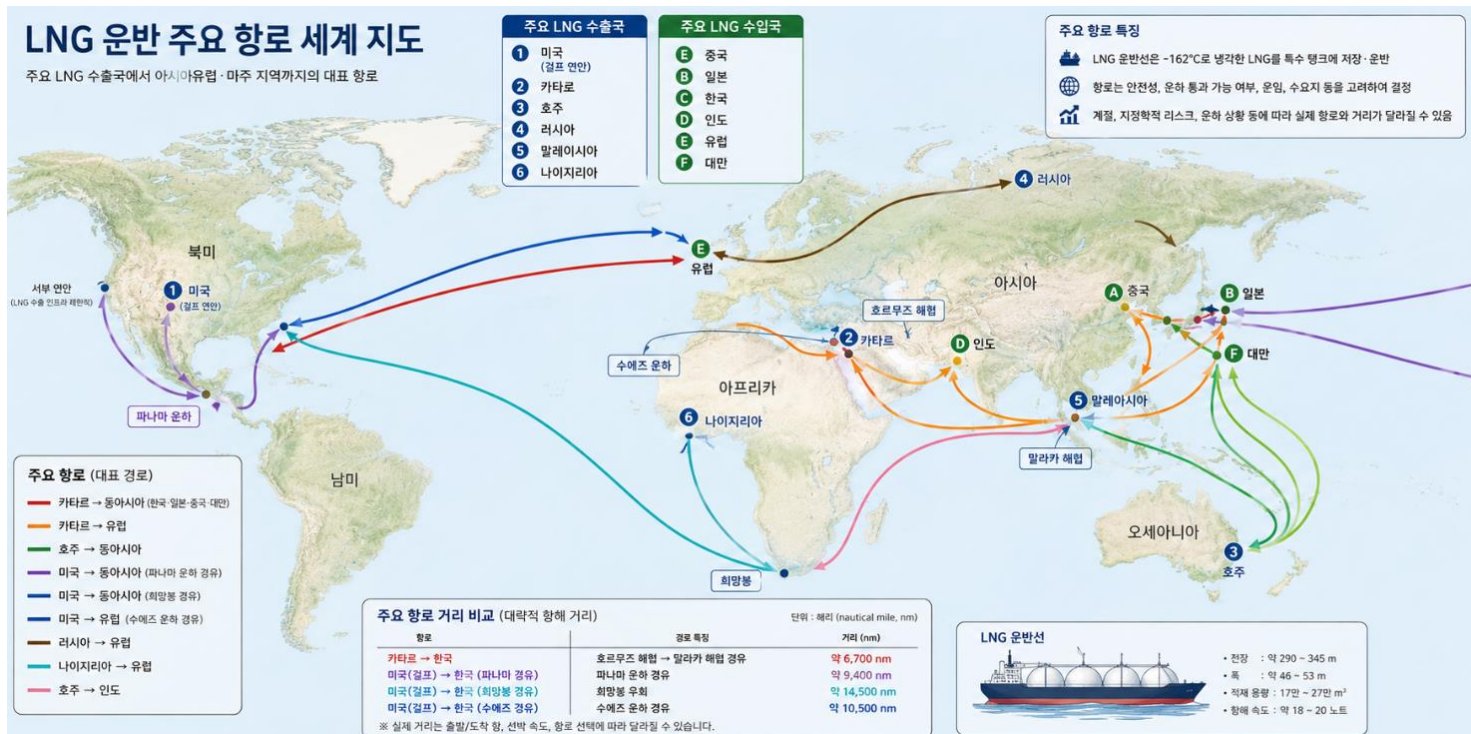 LNG 운반 주요 항로 세계 지도
주요 LNG 수출국에서 아시아유럽·마주 지역까지의 대표 항로
주요 LNG 수출국
1 미국
(걸프 연안)
2 카타로
3 호주
4 러시아
5 말레이시아
6 나이지리아
주요 LNG 수입국
E 중국
B 일본
C 한국
D 인도
E 유럽
F 대만
주요 항로 특징
LNG 운반선은 -162°C로 냉각한 LNG를 특수 탱크에 저장·운반
항로는 안전성, 운하 통과 가능 여부, 운임, 수요지 등을 고려하여 결정
계절, 지정학적 리스크, 운하 상황 등에 따라 실제 항로와 거리가 달라질 수 있음
4 러시아
북미
E
유럽
아시아
서부 연안
(LNG 수출 인프라 제한적)
1 미국
(걸프 연안)
A 중국
B 일본
호르무즈 해협
2 카타르
D 인도
F 대만
수에즈 운하
아프리카
5 말레아시아
파나마 운하
6 나이지리아
말라카 해협
남미
오세아니아
3
호주
희망봉
주요 항로 (대표 경로)
카타르 → 동아시아 (한국·일본·중국·대만)
카타르 → 유럽
호주 → 동아시아
미국 → 동아시아 (파나마 운하 경유)
미국 → 동아시아 (희망봉 경유)
미국 → 유럽 (수에즈 운하 경유)
러시아 → 유럽
나이지리아 → 유럽
호주 → 인도
주요 항로 거리 비교 (대략적 항해 거리)
단위 : 해리 (nautical mile, nm)
항로 경로 특징 거리 (nm)
카타르 → 한국 호르무즈 해협 → 말라카 해협 경유 약 6,700 nm
미국(걸프) → 한국 (파나마 경유) 파나마 운하 경유 약 9,400 nm
미국(걸프) → 한국 (희망봉 경유) 희망봉 우회 약 14,500 nm
미국(걸프) → 한국 (수에즈 경유) 수에즈 운하 경유 약 10,500 nm
※ 실제 거리는 출발/도착 항, 선박 속도, 항로 선택에 따라 달라질 수 있습니다.
LNG 운반선
• 전장 : 약 290 ~ 345 m
• 폭 : 약 46 ~ 53 m
• 적재 용량 : 17만 ~ 27만 m³
• 항해 속도 : 약 18 ~ 20 노트